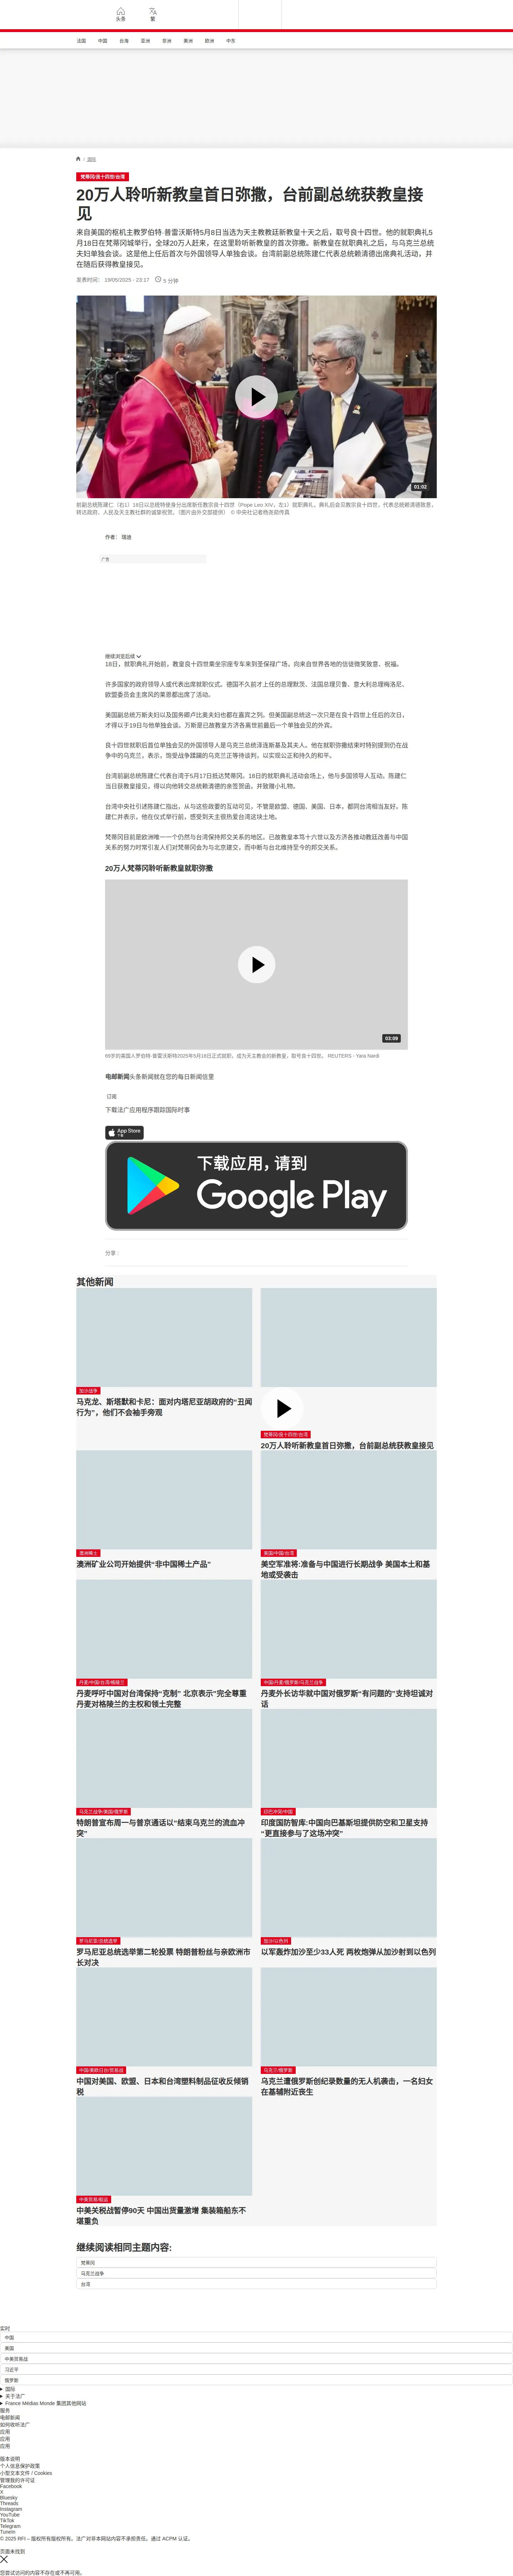 头条
繁
法国
中国
台海
亚洲
非洲
美洲
欧洲
中东
/ 国际
梵蒂冈/良十四世/台湾
20万人聆听新教皇首日弥撒，台前副总统获教皇接
见
来自美国的枢机主教罗伯特·普雷沃斯特5月8日当选为天主教教廷新教皇十天之后，取号良十四世。他的就职典礼5
月18日在梵蒂冈城举行，全球20万人赶来，在这里聆听新教皇的首次弥撒。新教皇在就职典礼之后，与乌克兰总统
夫妇单独会谈。这是他上任后首次与外国领导人单独会谈。台湾前副总统陈建仁代表总统赖清德出席典礼活动，并
在随后获得教皇接见。
发表时间： 19/05/2025 - 23:17
5 分钟
01:02
前副总统陈建仁（右1）18日以总统特使身分出席新任教宗良十四世（Pope Leo XIV，左1）就职典礼。典礼后会见教宗良十四世，代表总统赖清德致意，
转达政府、人民及天主教社群的诚挚祝贺。（图片由外交部提供） © 中央社记者杨尧茹传真
作者： 瑞迪
广告
继续浏览后续
18日，就职典礼开始前，教皇良十四世乘坐宗座专车来到圣保禄广场，向来自世界各地的信徒微笑致意、祝福。
许多国家的政府领导人或代表出席就职仪式。德国不久前才上任的总理默茨、法国总理贝鲁、意大利总理梅洛尼、
欧盟委员会主席冯的莱恩都出席了活动。
美国副总统万斯夫妇以及国务卿卢比奥夫妇也都在嘉宾之列。但美国副总统这一次只是在良十四世上任后的次日，
才得以于19日与他单独会谈。万斯是已故教皇方济各离世前最后一个单独会见的外宾。
良十四世就职后首位单独会见的外国领导人是乌克兰总统泽连斯基及其夫人。他在就职弥撒结束时特别提到仍在战
争中的乌克兰，表示，饱受战争蹂躏的乌克兰正等待谈判，以实现公正和持久的和平。
台湾前副总统陈建仁代表台湾于5月17日抵达梵蒂冈。18日的就职典礼活动会场上，他与多国领导人互动。陈建仁
当日获教皇接见，得以向他转交总统赖清德的亲签贺函，并致赠小礼物。
台湾中央社引述陈建仁指出，从与这些政要的互动可见，不管是欧盟、德国、美国、日本，都同台湾相当友好。陈
建仁并表示，他在仪式举行前，感受到天主很热爱台湾这块土地。
梵蒂冈目前是欧洲唯一一个仍然与台湾保持邦交关系的地区。已故教皇本笃十六世以及方济各推动教廷改善与中国
关系的努力时常引发人们对梵蒂冈会为与北京建交，而中断与台北维持至今的邦交关系。
20万人梵蒂冈聆听新教皇就职弥撒
03:09
69岁的美国人罗伯特·普雷沃斯特2025年5月18日正式就职，成为天主教会的新教皇，取号良十四世。 REUTERS - Yara Nardi
电邮新闻头条新闻就在您的每日新闻信里
订阅
下载法广应用程序跟踪国际时事
App Store
下载
下载应用，请到
Google Play
分享 :
其他新闻
加沙战争
马克龙、斯塔默和卡尼：面对内塔尼亚胡政府的“丑闻
行为”，他们不会袖手旁观
梵蒂冈/良十四世/台湾
20万人聆听新教皇首日弥撒，台前副总统获教皇接见
澳洲稀土
澳洲矿业公司开始提供“非中国稀土产品”
美国/中国/台湾
美空军准将:准备与中国进行长期战争 美国本土和基
地或受袭击
丹麦/中国/台湾/格陵兰
丹麦呼吁中国对台湾保持“克制” 北京表示”完全尊重
丹麦对格陵兰的主权和领土完整
中国/丹麦/俄罗斯/乌克兰战争
丹麦外长访华就中国对俄罗斯“有问题的”支持坦诚对
话
乌克兰战争/美国/俄罗斯
特朗普宣布周一与普京通话以“结束乌克兰的流血冲
突”
印巴冲突/中国
印度国防智库:中国向巴基斯坦提供防空和卫星支持
“更直接参与了这场冲突”
罗马尼亚/总统选举
罗马尼亚总统选举第二轮投票 特朗普粉丝与亲欧洲市
长对决
加沙/以色列
以军轰炸加沙至少33人死 两枚炮弹从加沙射到以色列
中国/美欧日台/贸易战
中国对美国、欧盟、日本和台湾塑料制品征收反倾销
税
乌克兰/俄罗斯
乌克兰遭俄罗斯创纪录数量的无人机袭击，一名妇女
在基辅附近丧生
中美贸易/航运
中美关税战暂停90天 中国出货量激增 集装箱船东不
堪重负
继续阅读相同主题内容:
梵蒂冈
乌克兰战争
台湾
实时
中国
美国
中美贸易战
习近平
俄罗斯
国际
关于法广
France Médias Monde 集团其他网站
服务
电邮新闻
如何收听法广
应用
应用
应用
版本说明
个人信息保护政策
小型文本文件 / Cookies
管理我的许可证
Facebook
X
Bluesky
Threads
Instagram
YouTube
TikTok
Telegram
TuneIn
© 2025 RFI – 版权所有版权所有。法广对非本网站内容不承担责任。通过 ACPM 认证。
页面未找到
您尝试访问的内容不存在或不再可用。